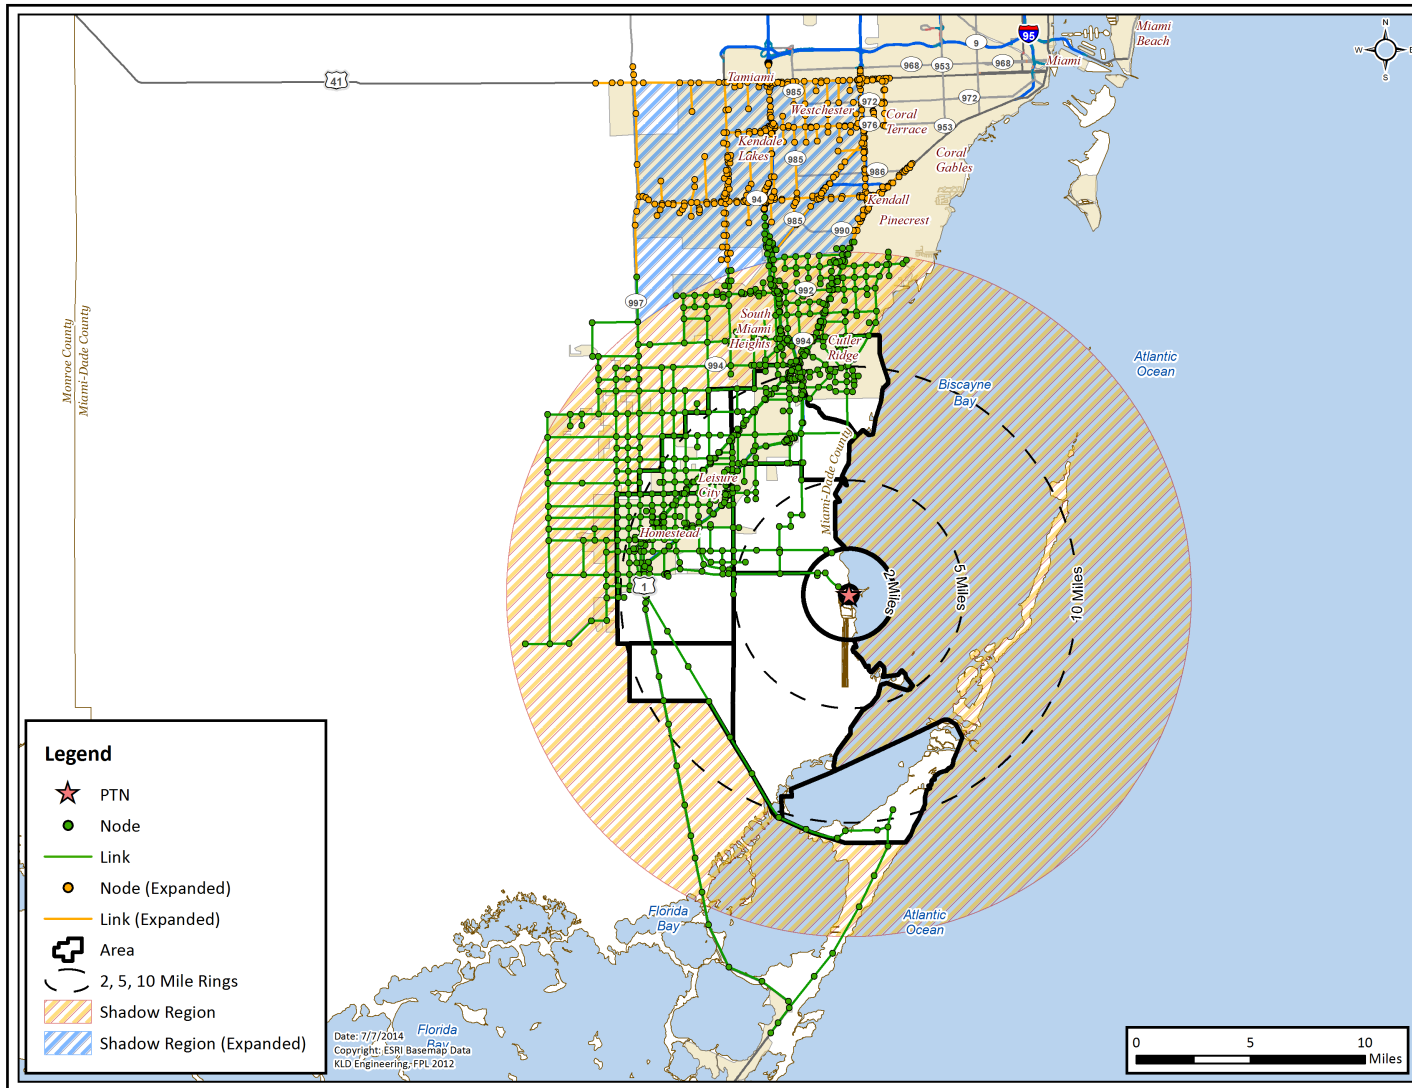 Miami
Beach
N
W
S
95
9
968
953
968
Miami
41
Tamiami
985
972
972
Westchester
976
Coral
Terrace
953
Kendale
Lakes
985
986
Coral
Gables
94
Kendall
985
990
Pinecrest
997
992
South
Miami
Heights
994
Cutler
Ridge
994
Monroe County
Miami-Dade County
Atlantic
Ocean
Biscayne
Bay
Miami-Dade County
Leisure
City
Homestead
1
2 Miles
5 Miles
10 Miles
Legend
PTN
Node
Link
Node (Expanded)
Link (Expanded)
Area
2, 5, 10 Mile Rings
Shadow Region
Shadow Region (Expanded)
Florida
Bay
Atlantic
Ocean
Florida
Bay
Date: 7/7/2014
Copyright: ESRI Basemap Data
KLD Engineering, FPL 2012
0 5 10
Miles